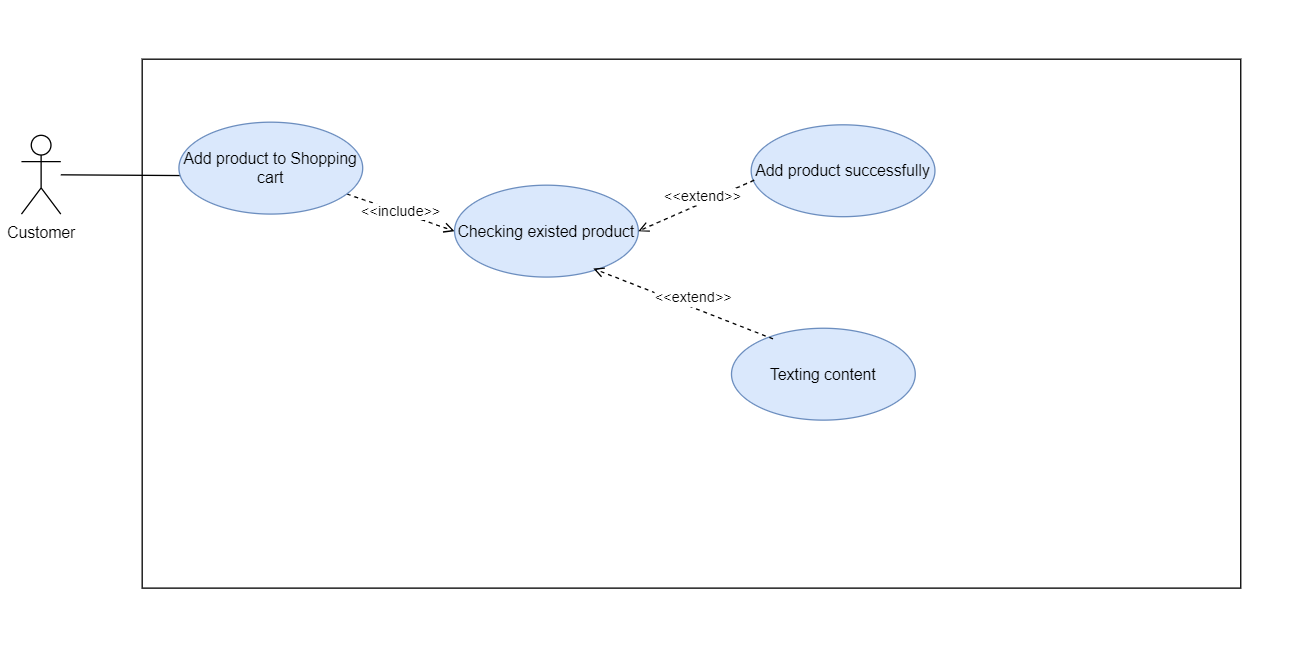 Customer
Add product to Shopping
cart
<<include>>
Checking existed product
<<extend>>
Add product successfully
<<extend>>
Texting content